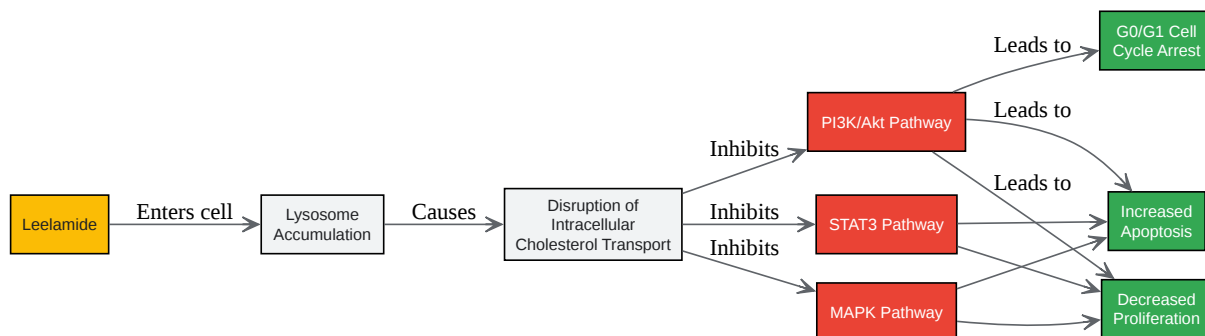 Leelamide
Enters cell
Lysosome
Accumulation
Causes
Disruption of
Intracellular
Cholesterol Transport
Inhibits
Inhibits
Inhibits
PI3K/Akt Pathway
STAT3 Pathway
MAPK Pathway
Leads to
Leads to
Leads to
G0/G1 Cell
Cycle Arrest
Increased
Apoptosis
Decreased
Proliferation